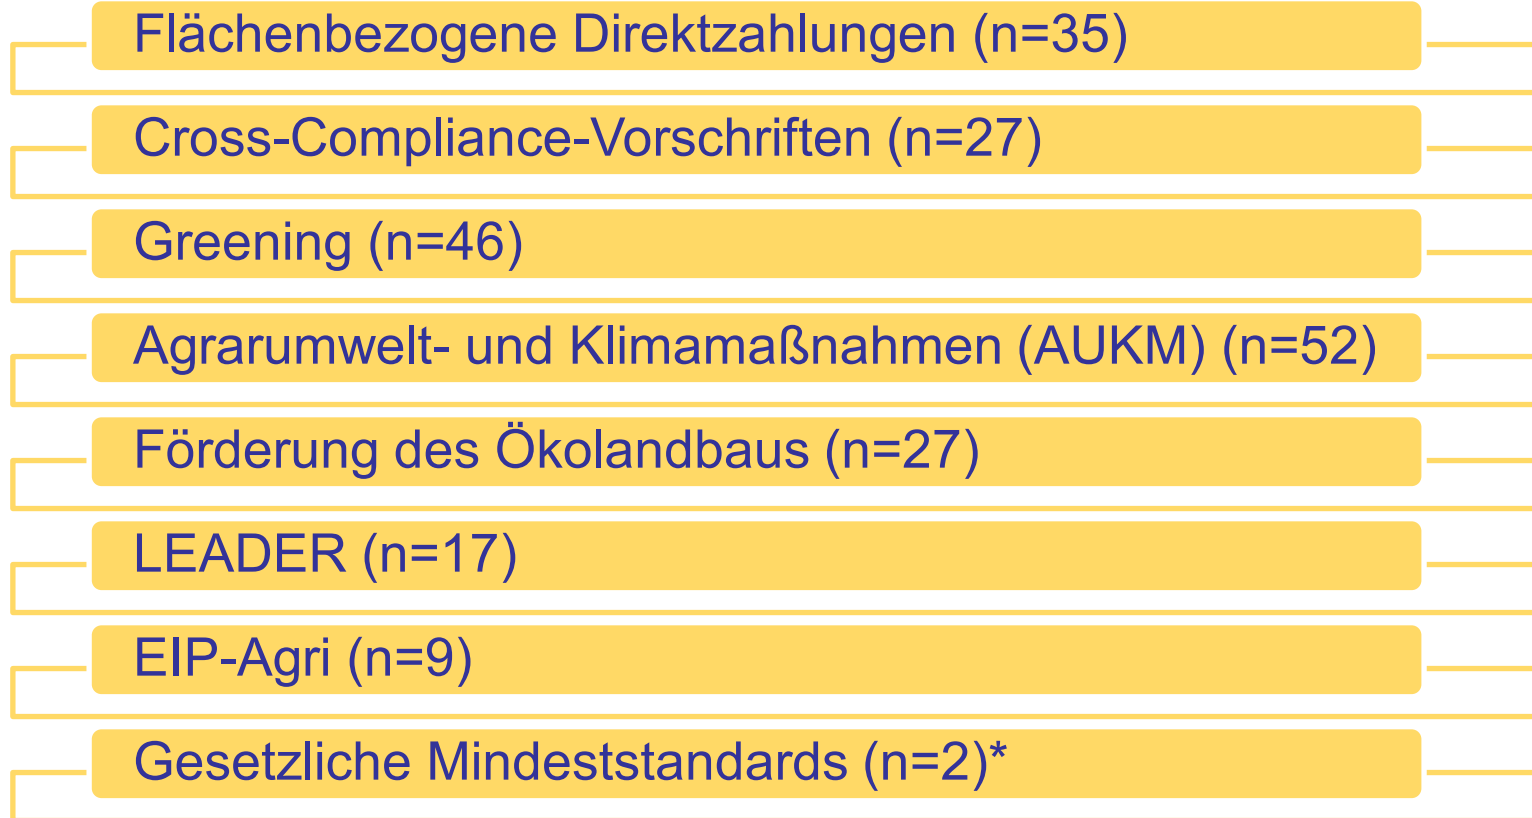 Flächenbezogene Direktzahlungen (n=35)
Cross-Compliance-Vorschriften (n=27)
Greening (n=46)
Agrarumwelt- und Klimamaßnahmen (AUKM) (n=52)
Förderung des Ökolandbaus (n=27)
LEADER (n=17)
EIP-Agri (n=9)
Gesetzliche Mindeststandards (n=2)*